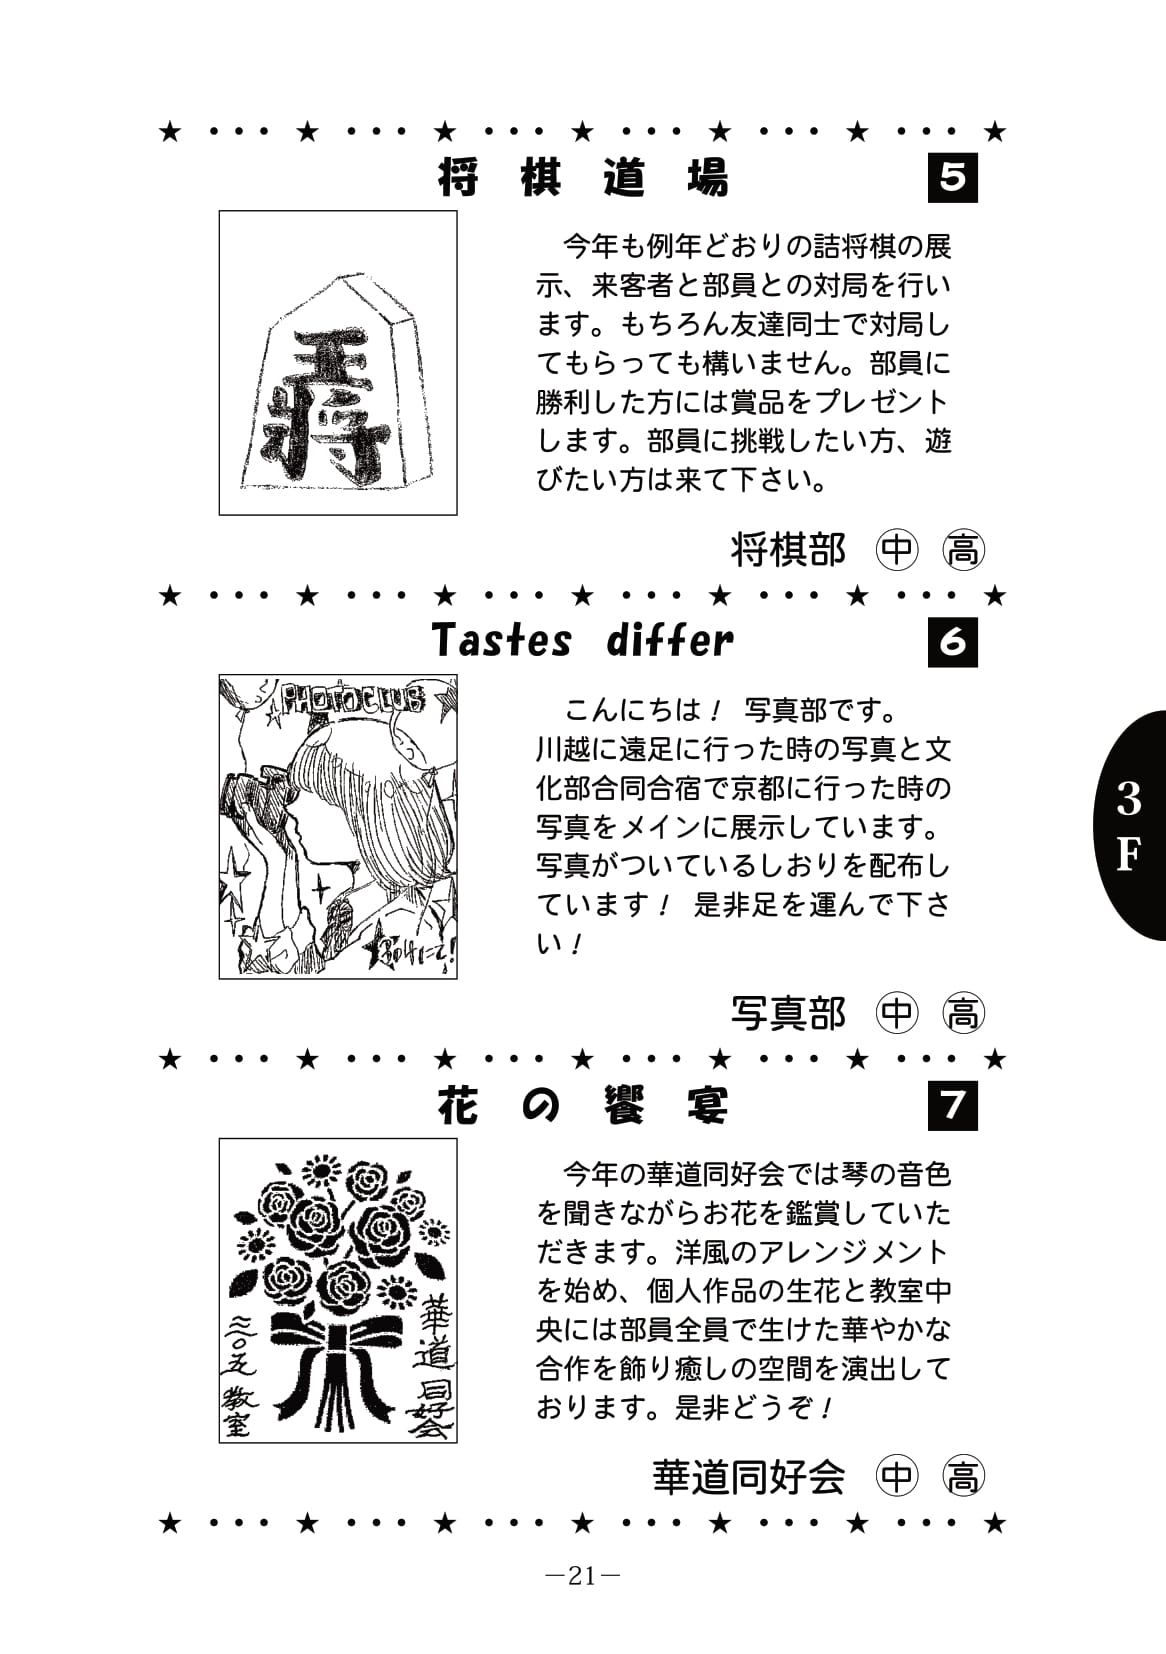 将棋道場
5
王
將
今年も例年どおりの詰将棋の展
示、来客者と部員との対局を行い
ます。もちろん友達同士で対局し
てもらっても構いません。部員に
勝利した方には賞品をプレゼント
します。部員に挑戦したい方、遊
びたい方は来て下さい。
将棋部 ㊥ 高
Tastes differ
6
PHOTOCLUB
こんにちは！ 写真部です。
川越に遠足に行った時の写真と文
化部合同合宿で京都に行った時の
写真をメインに展示しています。
写真がついているしおりを配布し
ています！ 是非足を運んで下さ
い！
写真部 ㊥ 高
3F
花の饗宴
7
華道同好会
三〇五教室
今年の華道同好会では琴の音色
を聞きながらお花を鑑賞していた
だきます。洋風のアレンジメント
を始め、個人作品の生花と教室中
央には部員全員で生けた華やかな
合作を飾り癒しの空間を演出して
おります。是非どうぞ！
華道同好会 ㊥ 高
―21―